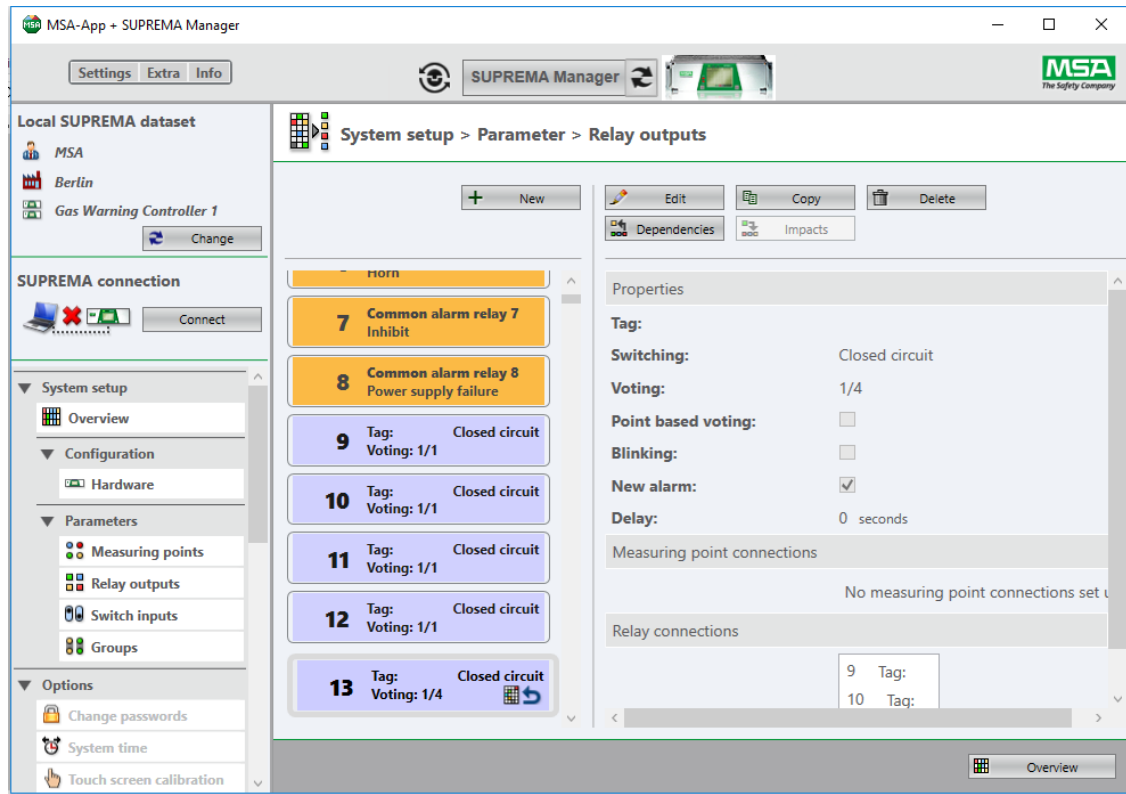 MSA-App + SUPREMA Manager
Settings Extra Info
SUPREMA Manager
MSA
The Safety Company
Local SUPREMA dataset
MSA
Berlin
Gas Warning Controller 1
Change
SUPREMA connection
Connect
System setup
Overview
Configuration
Hardware
Parameters
Measuring points
Relay outputs
Switch inputs
Groups
Options
Change passwords
System time
Touch screen calibration
System setup > Parameter > Relay outputs
New
Horn
7 Common alarm relay 7
Inhibit
8 Common alarm relay 8
Power supply failure
9 Tag: Closed circuit
Voting: 1/1
10 Tag: Closed circuit
Voting: 1/1
11 Tag: Closed circuit
Voting: 1/1
12 Tag: Closed circuit
Voting: 1/1
13 Tag: Closed circuit
Voting: 1/4
Edit Copy Delete
Dependencies Impacts
Properties
Tag:
Switching: Closed circuit
Voting: 1/4
Point based voting:
Blinking:
New alarm:
Delay: 0 seconds
Measuring point connections
No measuring point connections set
Relay connections
9 Tag:
10 Tag:
Overview